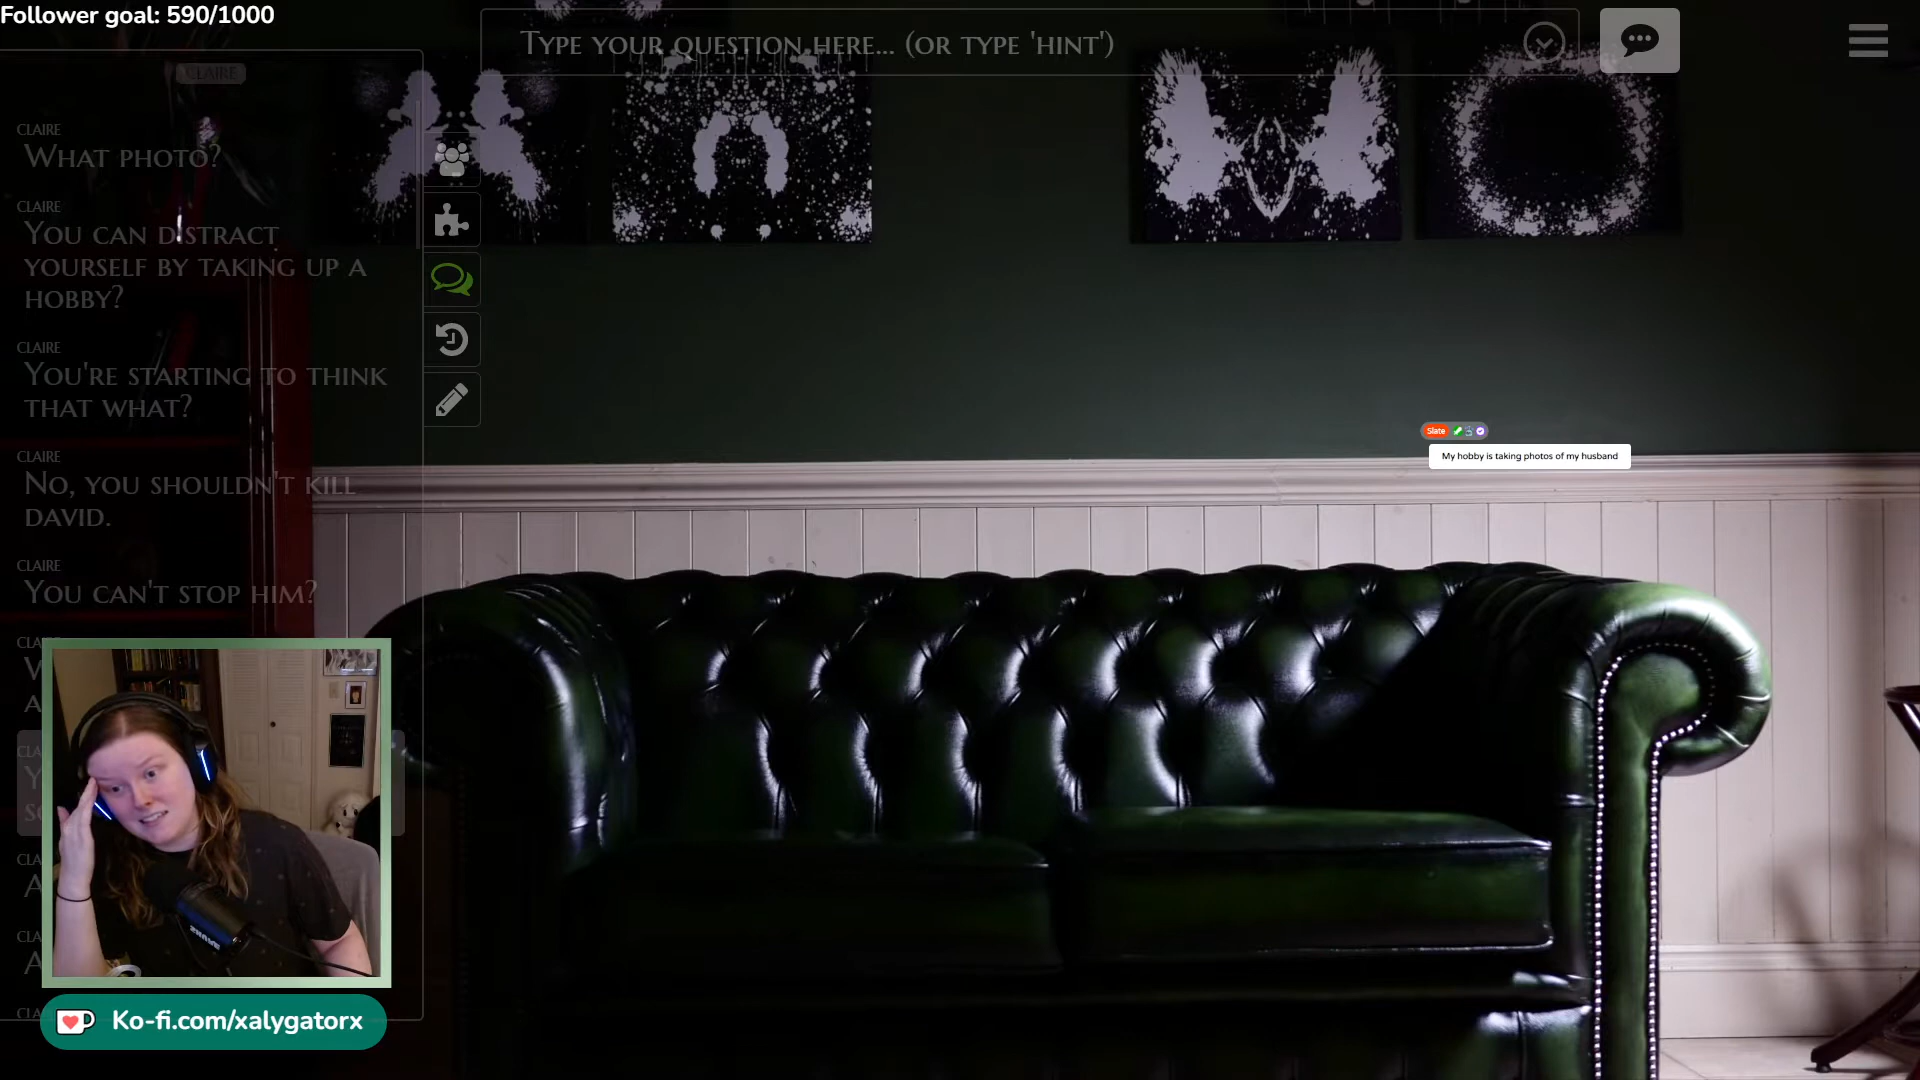 Follower goal: 590/1000
Type your question here... (or type 'hint')
CLAIRE
CLAIRE
What photo?
CLAIRE
You can distract
yourself by taking up a
hobby?
CLAIRE
You're starting to think
that what?
CLAIRE
No, you shouldn't kill
David.
CLAIRE
You can't stop him?
Slate
My hobby is taking photos of my husband
Ko-fi.com/xalygatorx